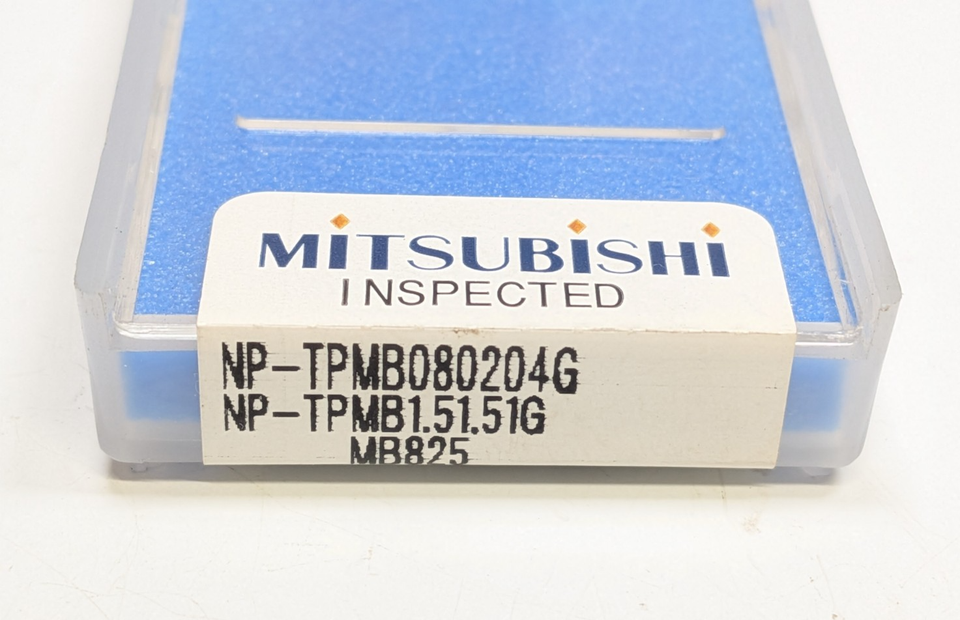 MITSUBISHI
INSPECTED
NP-TPMB080204G
NP-TPMB1.51.51G
MB825